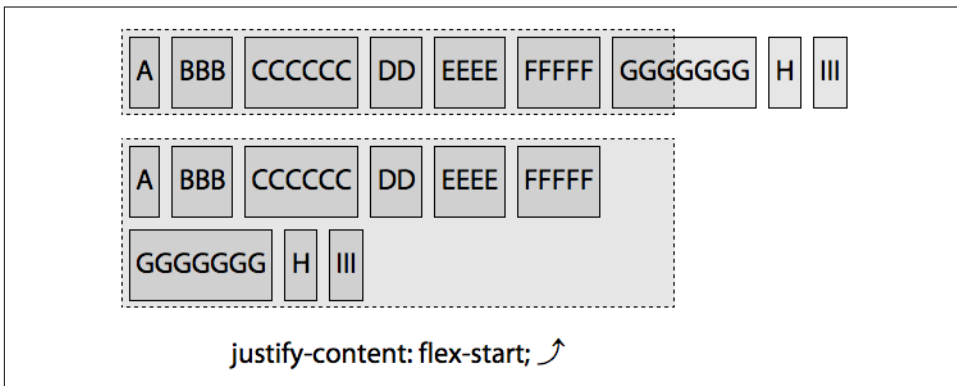 A BBB CCCCCC DD EEEE FFFFF GGGGGGG H III
A BBB CCCCCC DD EEEE FFFFF
GGGGGGG H III
justify-content: flex-start;